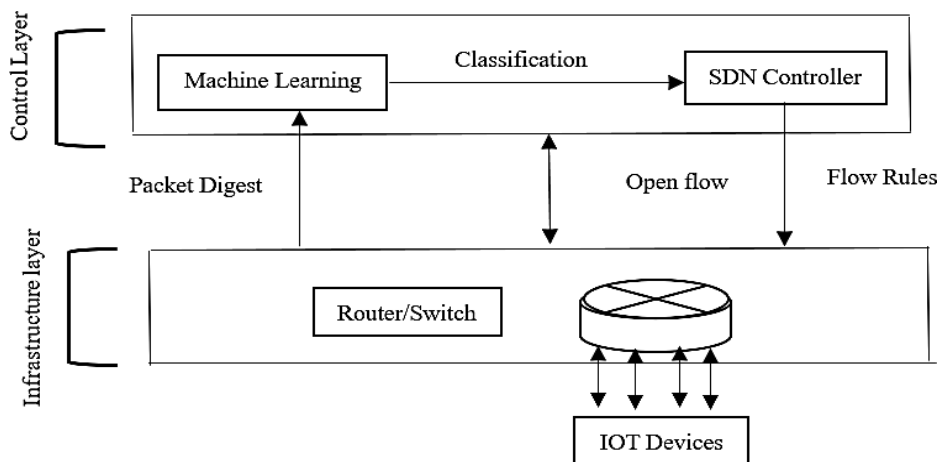 Control Layer
Machine Learning
Classification
SDN Controller
Packet Digest
Open flow
Flow Rules
Infrastructure layer
Router/Switch
IOT Devices